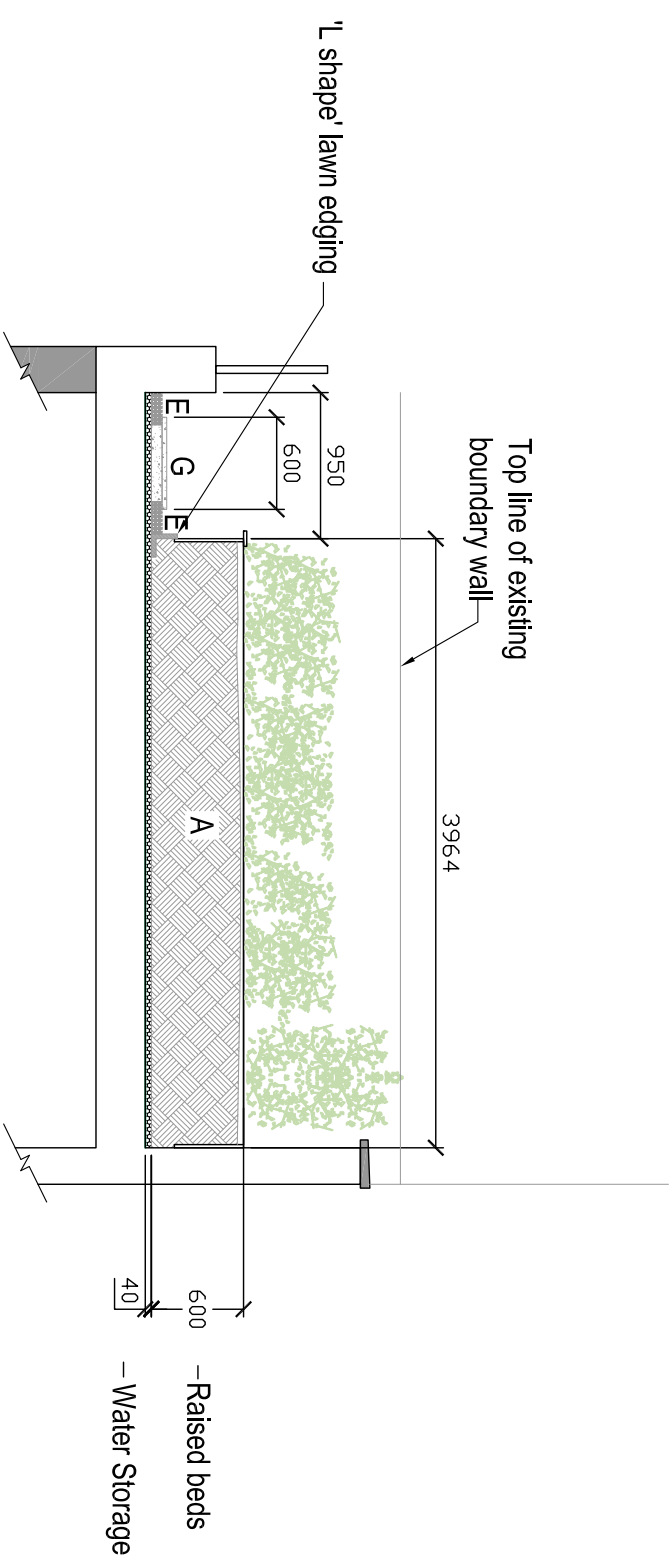 Top line of existing
boundary wall
'L shape' lawn edging
3964
950
600
E
G
E
A
600
40
–Raised beds
–Water Storage